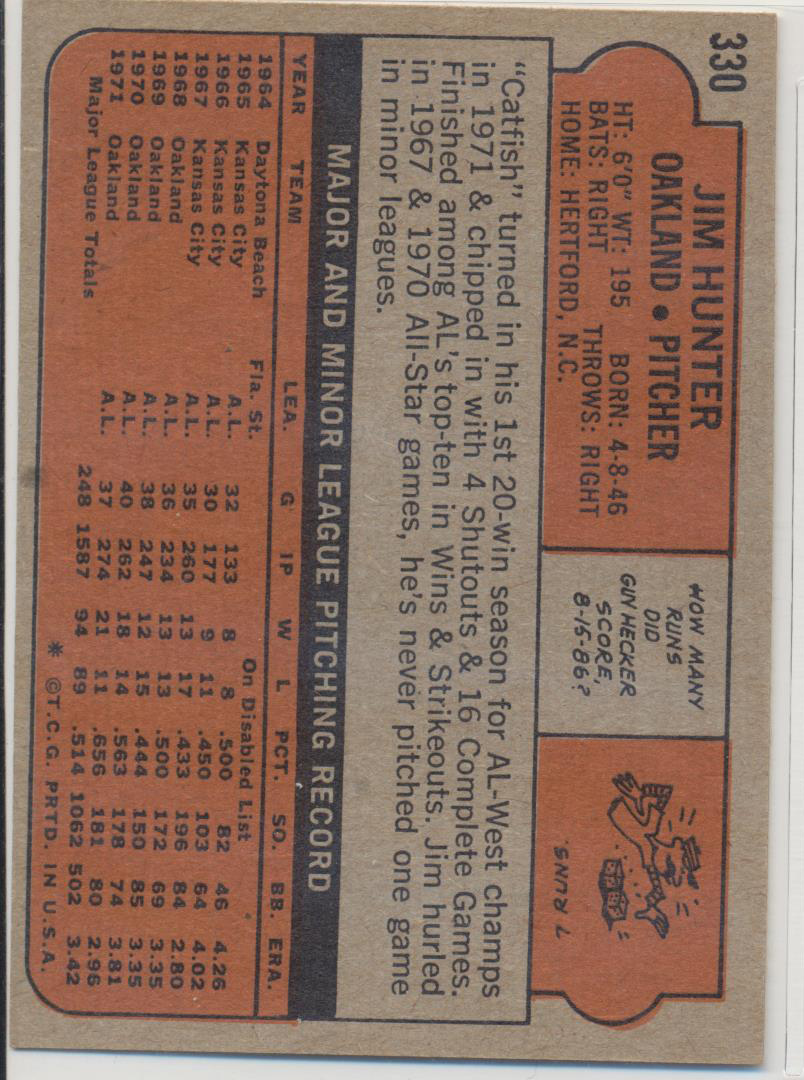 330
JIM HUNTER
OAKLAND • PITCHER
HT: 6'0" WT: 195 BORN: 4-8-46
BATS: RIGHT THROWS: RIGHT
HOME: HERTFORD, N.C.
HOW MANY
RUNS
DID
GUY HECKER
SCORE,
8-15-86?
7 RUNS.
"Catfish" turned in his 1st 20-win season for AL-West champs
in 1971 & chipped in with 4 Shutouts & 16 Complete Games.
Finished among AL's top-ten in Wins & Strikeouts. Jim hurled
in 1967 & 1970 All-Star games, he's never pitched one game
in minor leagues.
MAJOR AND MINOR LEAGUE PITCHING RECORD
YEAR TEAM LEA. G IP W L PCT. SO. BB. ERA.
1964 Daytona Beach Fla. St. On Disabled List
1965 Kansas City A.L. 32 133 8 8 .500 82 46 4.26
1966 Kansas City A.L. 30 177 9 11 .450 103 64 4.02
1967 Kansas City A.L. 35 260 13 17 .433 196 84 2.80
1968 Oakland A.L. 36 234 13 13 .500 172 69 3.35
1969 Oakland A.L. 38 247 12 15 .444 150 85 3.35
1970 Oakland A.L. 40 262 18 14 .563 178 74 3.81
1971 Oakland A.L. 37 274 21 11 .656 181 80 2.96
Major League Totals 248 1587 94 89 .514 1062 502 3.42
* ©T.C.G. PRTD. IN U.S.A.